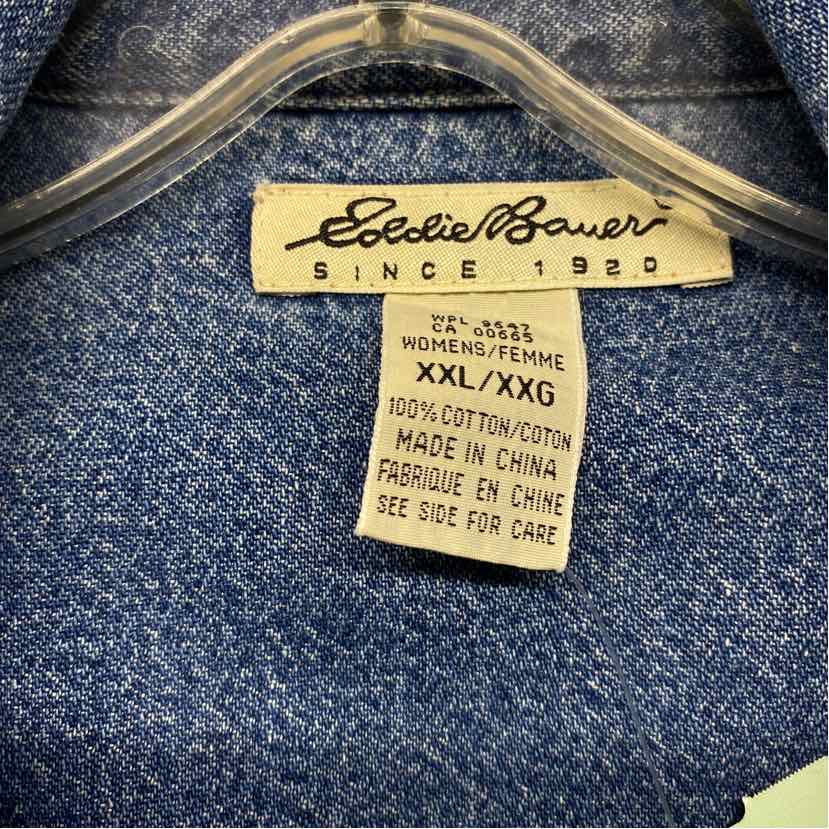 Eddie Bauer
SINCE 1920
WPL 9647
CA 00665
WOMENS/FEMME
XXL/XXG
100% COTTON/COTON
MADE IN CHINA
FABRIQUE EN CHINE
SEE SIDE FOR CARE